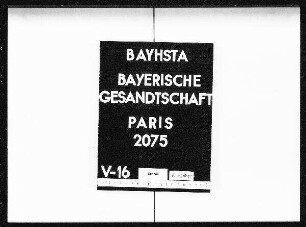 BAYHSTA
BAYERISCHE
GESANDTSCHAFT
PARIS
2075
V-16